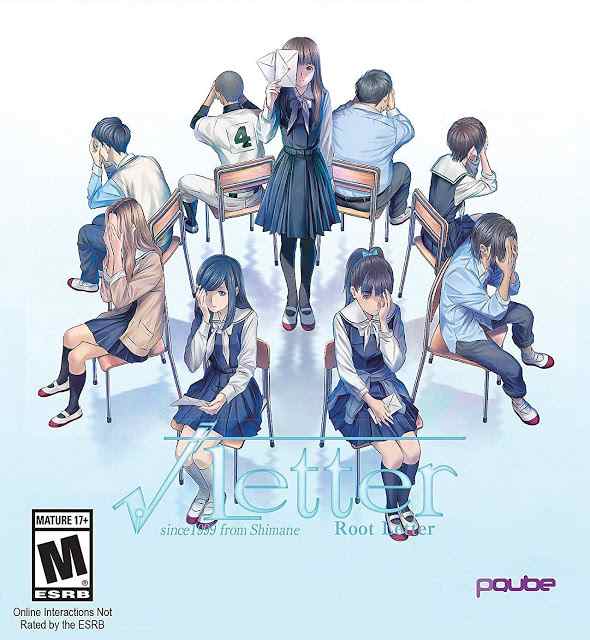 4
√Letter
since1999 from Shimane Root Letter
MATURE 17+
M
ESRB
Online Interactions Not
Rated by the ESRB
PQube